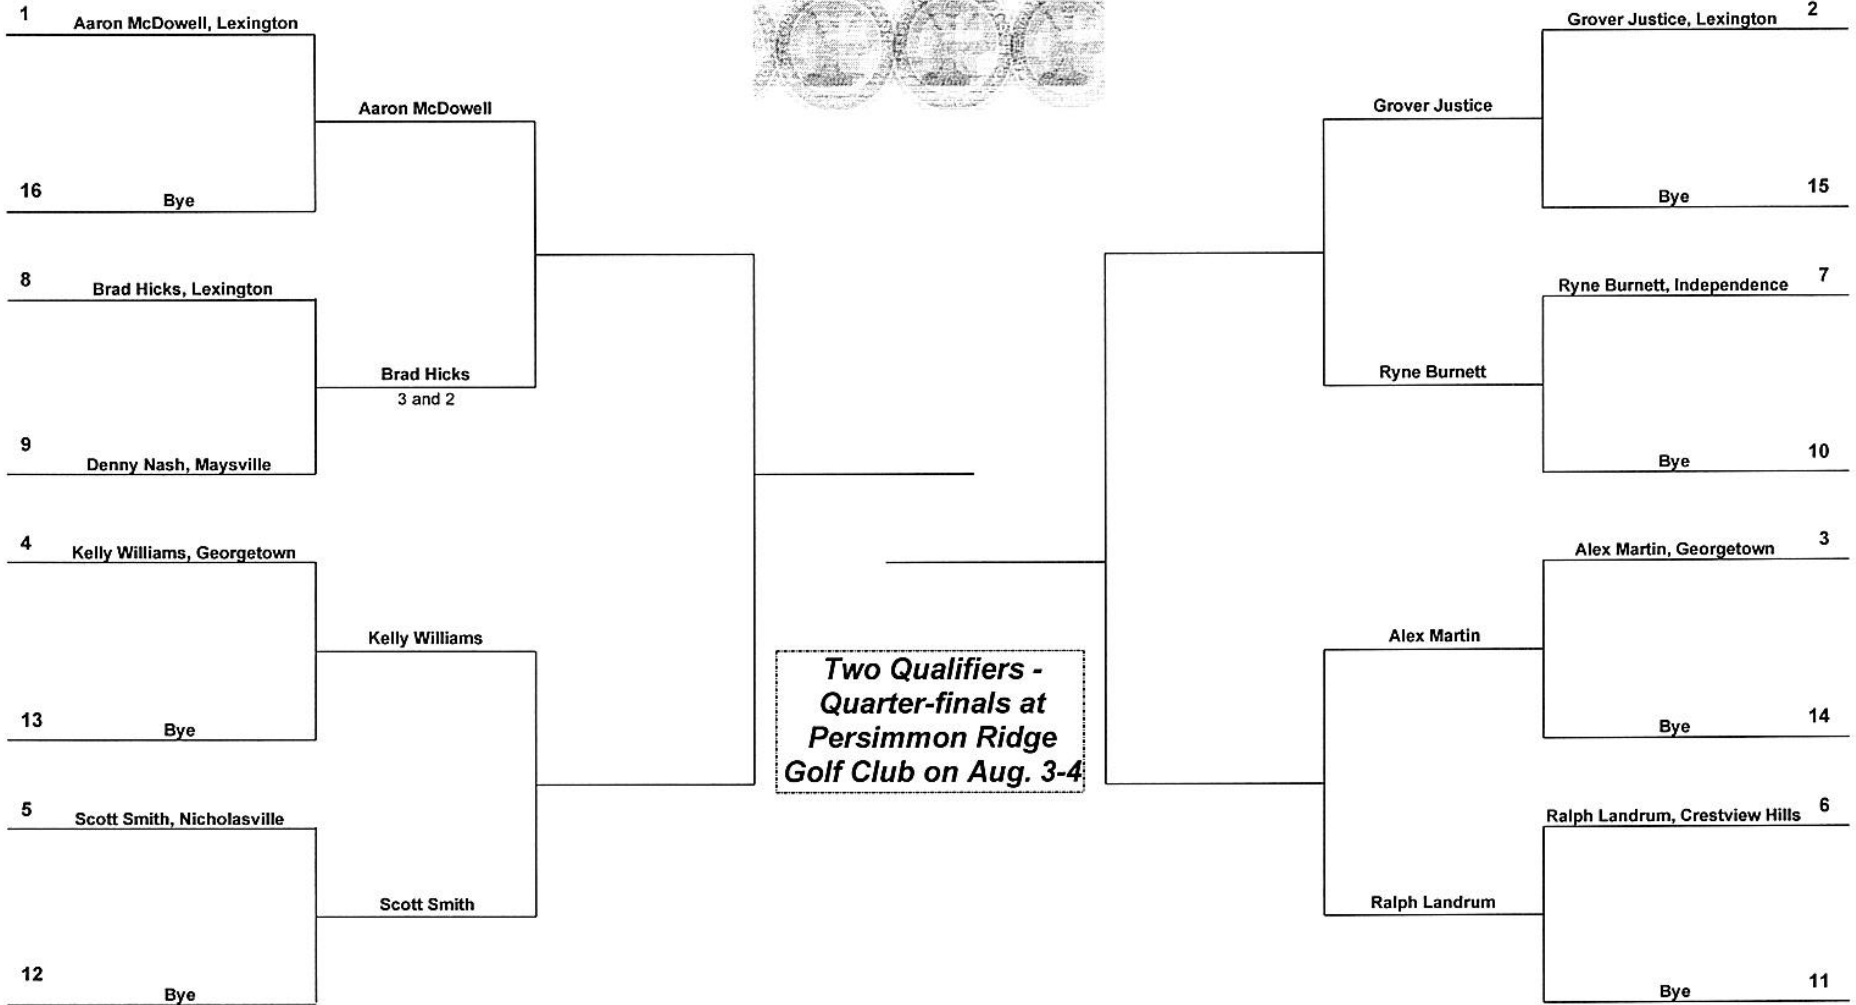 1
Aaron McDowell, Lexington
Aaron McDowell
16
Bye
8
Brad Hicks, Lexington
Brad Hicks
3 and 2
9
Denny Nash, Maysville
4
Kelly Williams, Georgetown
Kelly Williams
13
Bye
5
Scott Smith, Nicholasville
Scott Smith
12
Bye
Two Qualifiers -
Quarter-finals at
Persimmon Ridge
Golf Club on Aug. 3-4
Grover Justice, Lexington 2
Grover Justice
Bye 15
Ryne Burnett, Independence 7
Ryne Burnett
Bye 10
Alex Martin, Georgetown 3
Alex Martin
Bye 14
Ralph Landrum, Crestview Hills 6
Ralph Landrum
Bye 11